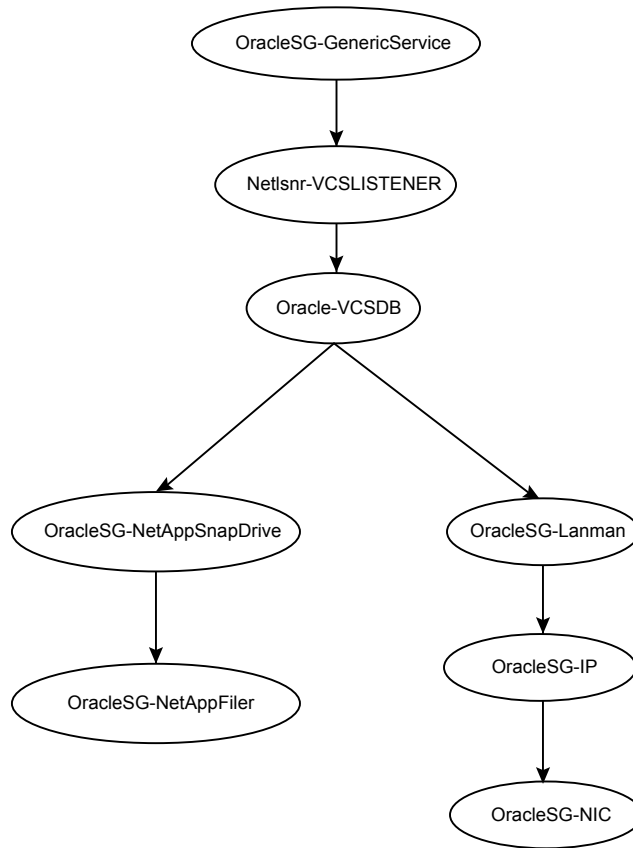 OracleSG-GenericService
Netlsnr-VCSLISTENER
Oracle-VCSDB
OracleSG-NetAppSnapDrive
OracleSG-Lanman
OracleSG-IP
OracleSG-NetAppFiler
OracleSG-NIC